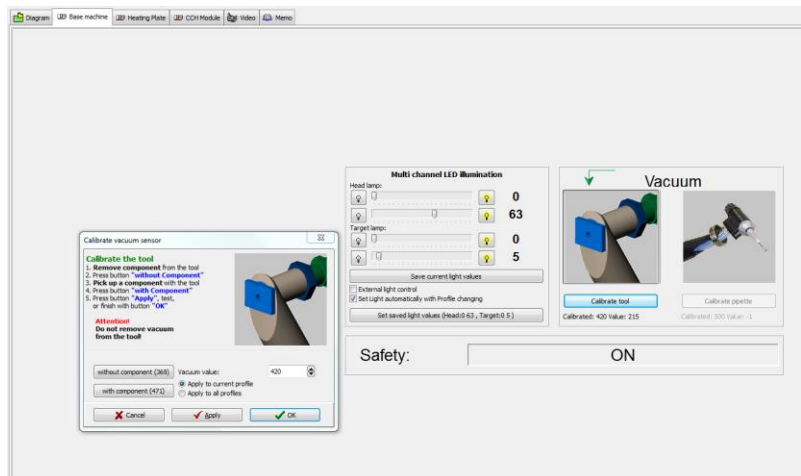 Diagram Base machine Heating Plate CCH Module Video Memo
Multi channel LED illumination
Head lamp:
0
63
Target lamp:
0
5
Save current light values
External light control
Set Light automatically with Profile changing
Set saved light values (Head:0 63 , Target:0 5 )
Vacuum
Calibrate tool
Calibrate pipette
Calibrated: 420 Value: 215
Calibrated: 500 Value: -1
Safety:
ON
Calibrate vacuum sensor
Calibrate the tool
1. Remove component from the tool
2. Press button "without Component"
3. Pick up a component with the tool
4. Press button "with Component"
5. Press button "Apply", test,
or finish with button "OK"
Attention!
Do not remove vacuum
from the tool!
without component (368)
Vacuum value:
420
with component (471)
Apply to current profile
Apply to all profiles
Cancel
Apply
OK